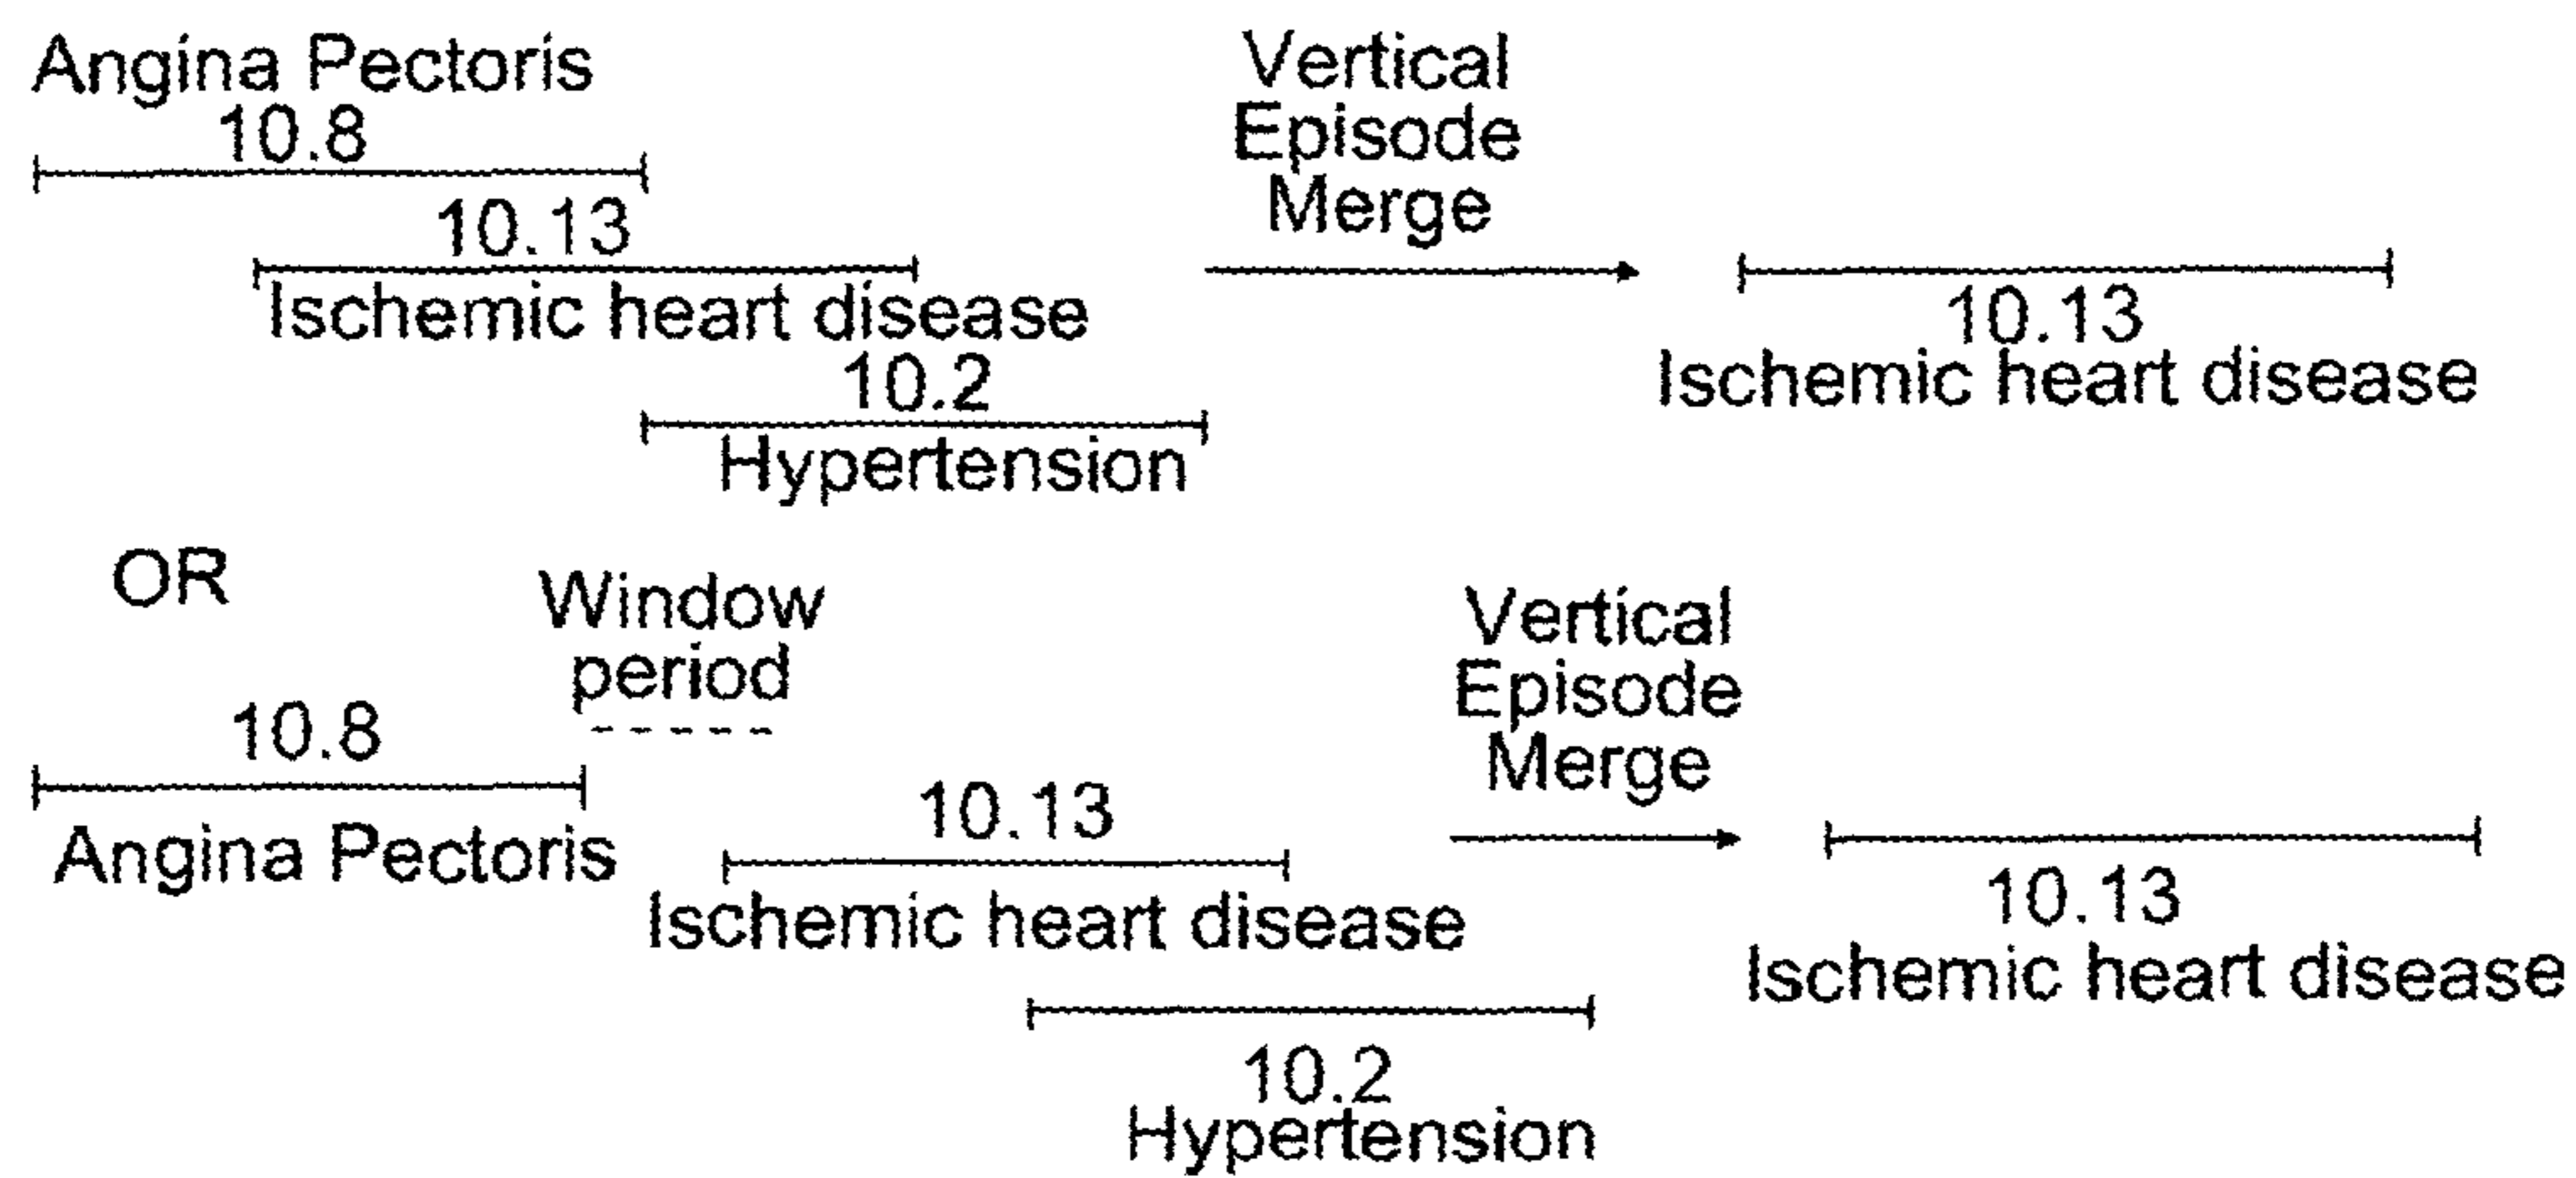 Angina Pectoris
10.8
10.13
Ischemic heart disease
10.2
Hypertension
Vertical
Episode
Merge
10.13
Ischemic heart disease
OR
Window
period
10.8
Angina Pectoris
10.13
Ischemic heart disease
10.2
Hypertension
Vertical
Episode
Merge
10.13
Ischemic heart disease